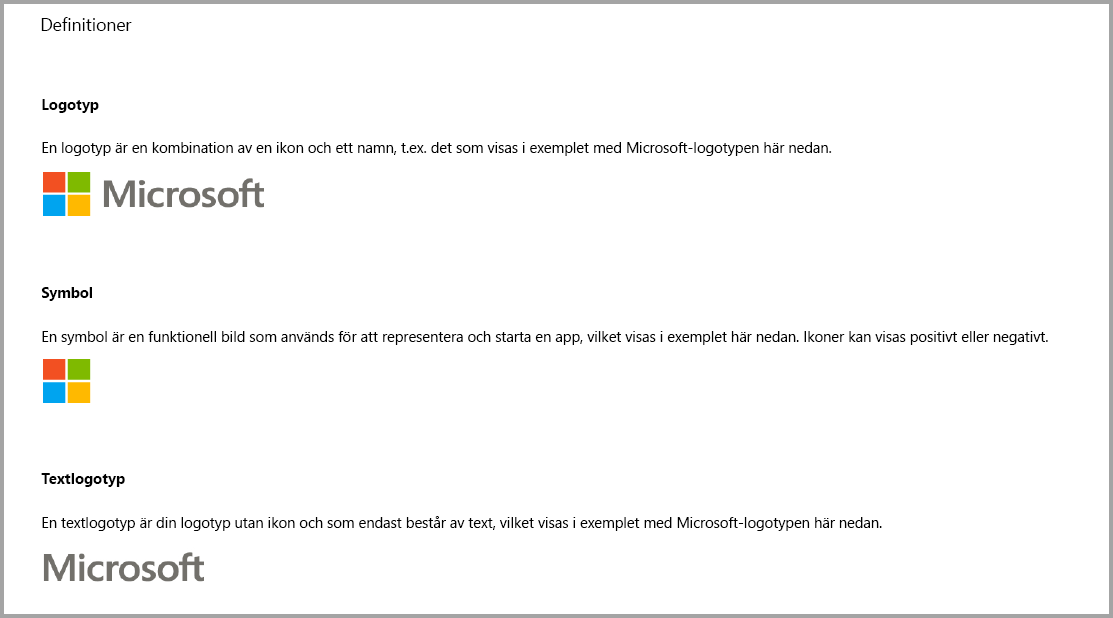 Definitioner
Logotyp
En logotyp är en kombination av en ikon och ett namn, t.ex. det som visas i exemplet med Microsoft-logotypen här nedan.
Microsoft
Symbol
En symbol är en funktionell bild som används för att representera och starta en app, vilket visas i exemplet här nedan. Ikoner kan visas positivt eller negativt.
Textlogotyp
En textlogotyp är din logotyp utan ikon och som endast består av text, vilket visas i exemplet med Microsoft-logotypen här nedan.
Microsoft